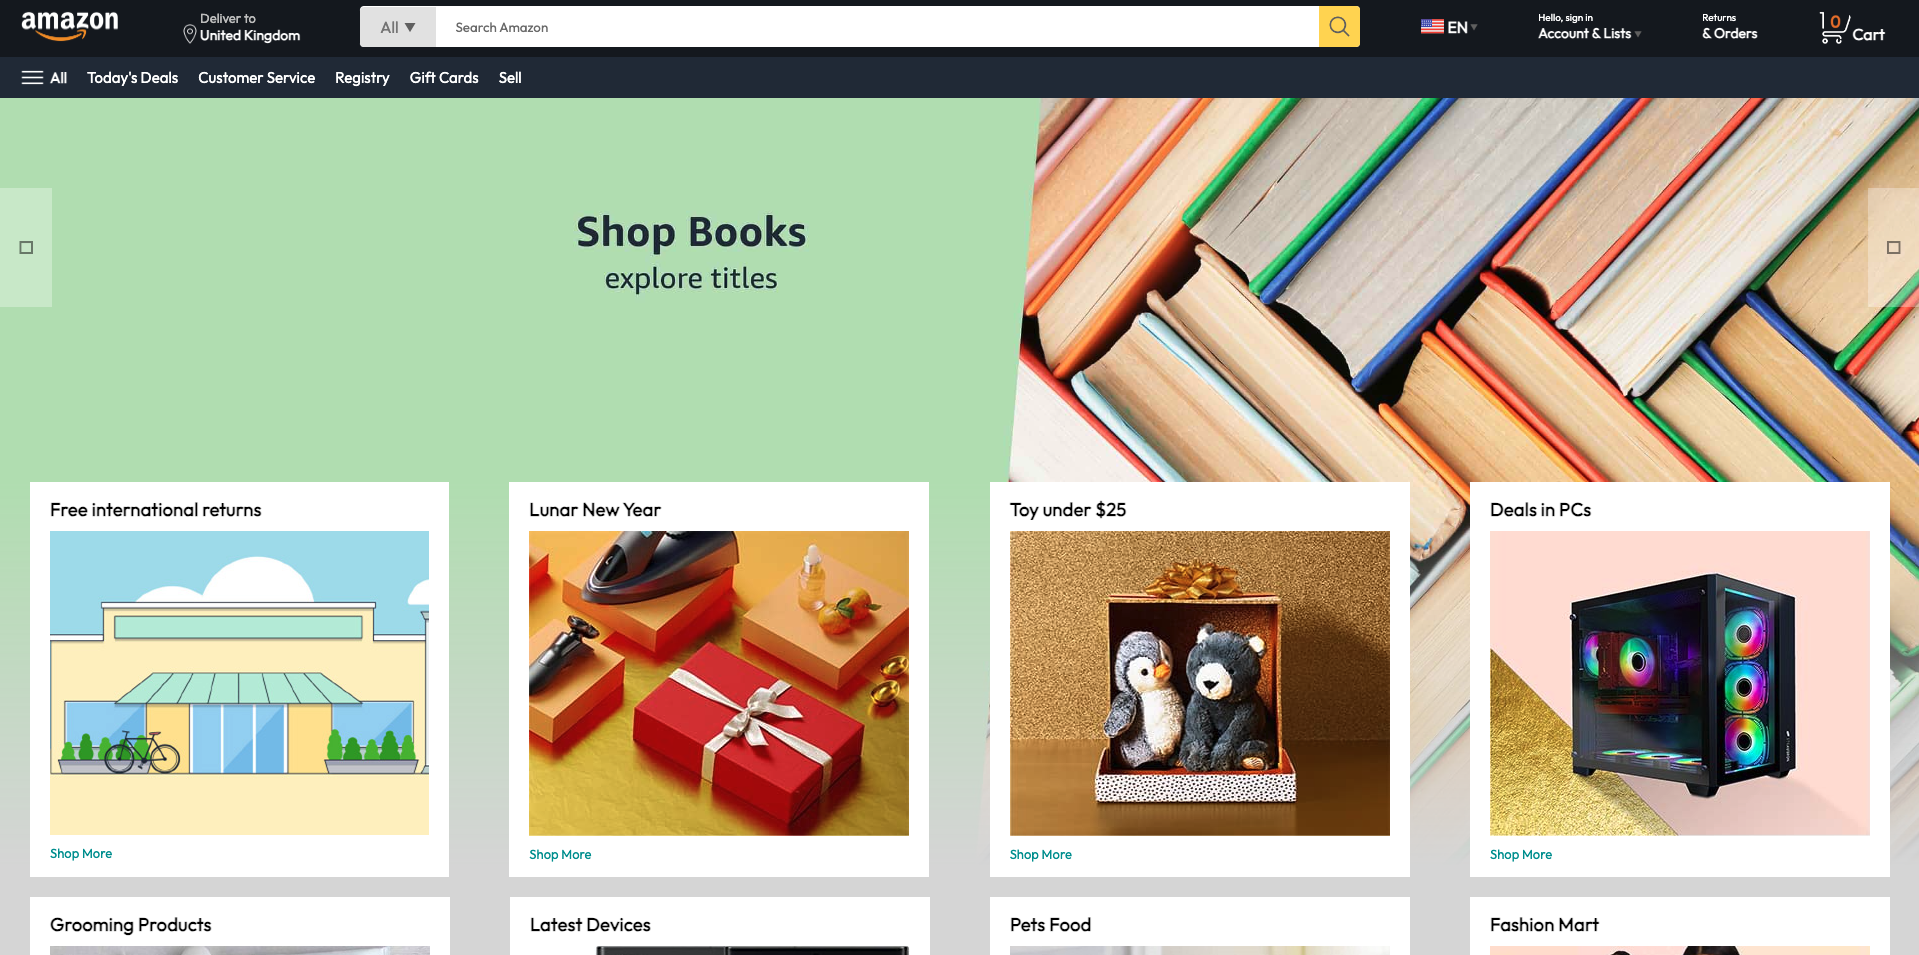 amazon
Deliver to
United Kingdom
All
Search Amazon
EN
Hello, sign in
Account & Lists
Returns
& Orders
0
Cart
All
Today's Deals
Customer Service
Registry
Gift Cards
Sell
Shop Books
explore titles
Free international returns
Lunar New Year
Toy under $25
Deals in PCs
Shop More
Shop More
Shop More
Shop More
Grooming Products
Latest Devices
Pets Food
Fashion Mart